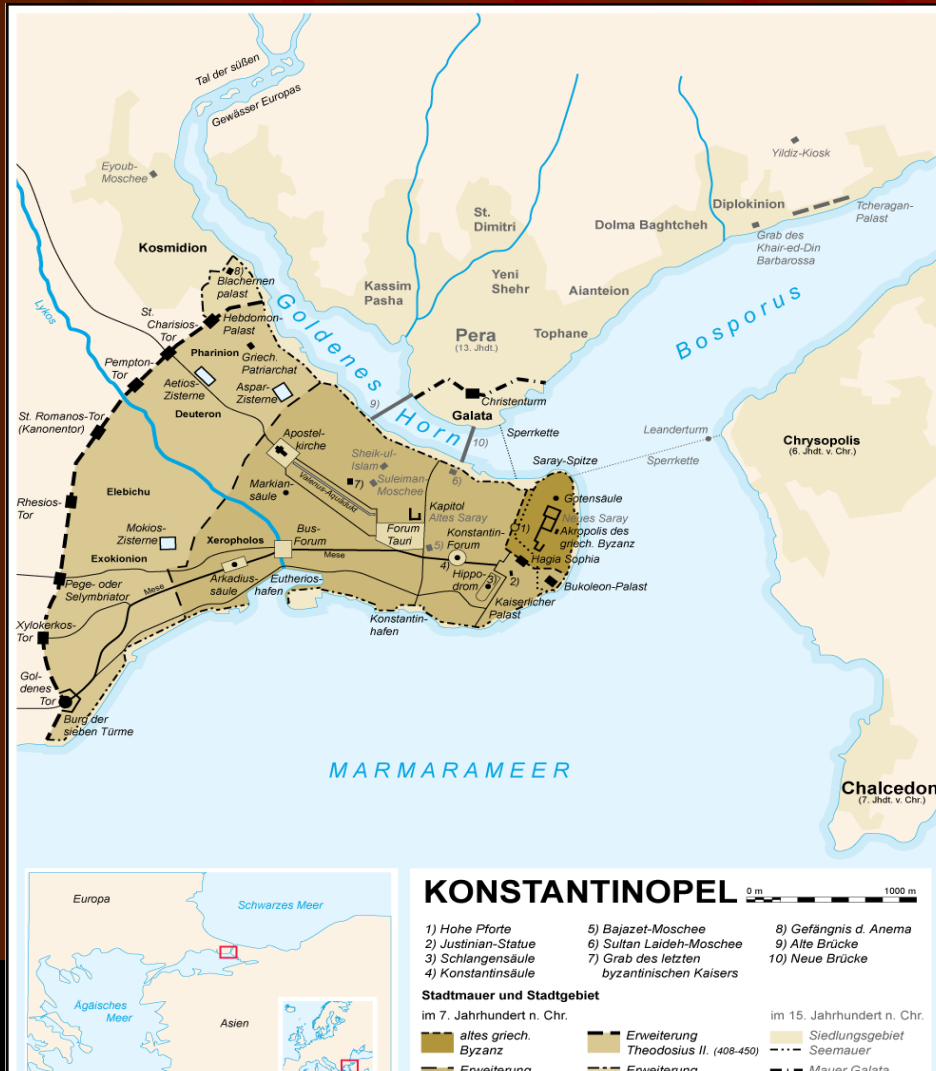 Tal der süßen
Gewässer Europas
Eyoub-
Moschee
Yildiz-Kiosk
Diplokinion
Tcheragan-
Palast
St.
Dimitri
Dolma Baghtcheh
Grab des
Khair-ed-Din
Barbarossa
Kosmidion
8)
Blachernen
palast
Kassim
Pasha
Yeni
Shehr
Aianteion
Goldenes
Horn
Bosporus
Lykos
St.
Charisios-
Tor
Hebdomon-
Palast
Pera
(13. Jhdt.)
Tophane
Pempton-
Tor
Pharinion
Griech.
Patriarchat
Aetios-
Zisterne
Aspar-
Zisterne
Christenturm
9)
Galata
10)
Deuteron
St. Romanos-Tor
(Kanonentor)
Apostel-
kirche
Sperrkette
Leanderturm
Sperrkette
Chrysopolis
(6. Jhdt. v. Chr.)
Sheik-ul-
Islam
Saray-Spitze
Markian-
säule
7)
Suleiman-
Moschee
6)
Valenus-Aquädukt
Elebichu
Rhesios-
Tor
Kapitol
Altes Saray
Gotensäule
Neues Saray
Akropolis des
griech. Byzanz
1)
Mokios-
Zisterne
Xeropholos
Bus-
Forum
Forum
Tauri
Konstantin-
Forum
5)
4)
Mese
Hagia Sophia
Exokionion
Pege- oder
Selymbriator
Mese
Arkadius-
säule
Eutherios-
hafen
Hippo-
drom
3)
2)
Bukoleon-Palast
Kaiserlicher
Palast
Xylokerkos-
Tor
Konstantin-
hafen
Gol-
denes
Tor
Burg der
sieben Türme
MARMARAMEER
Chalcedon
(7. Jhdt. v. Chr.)
Europa
Schwarzes Meer
Ägäisches
Meer
Asien
KONSTANTINOPEL
0 m 1000 m
1) Hohe Pforte
2) Justinian-Statue
3) Schlangensäule
4) Konstantinsäule
5) Bajazet-Moschee
6) Sultan Laideh-Moschee
7) Grab des letzten
byzantinischen Kaisers
8) Gefängnis d. Anema
9) Alte Brücke
10) Neue Brücke
Stadtmauer und Stadtgebiet
im 7. Jahrhundert n. Chr.
im 15. Jahrhundert n. Chr.
altes griech.
Byzanz
Erweiterung
Theodosius II. (408-450)
Siedlungsgebiet
Seemauer
Erweiterung
Erweiterung
Mauer Galata